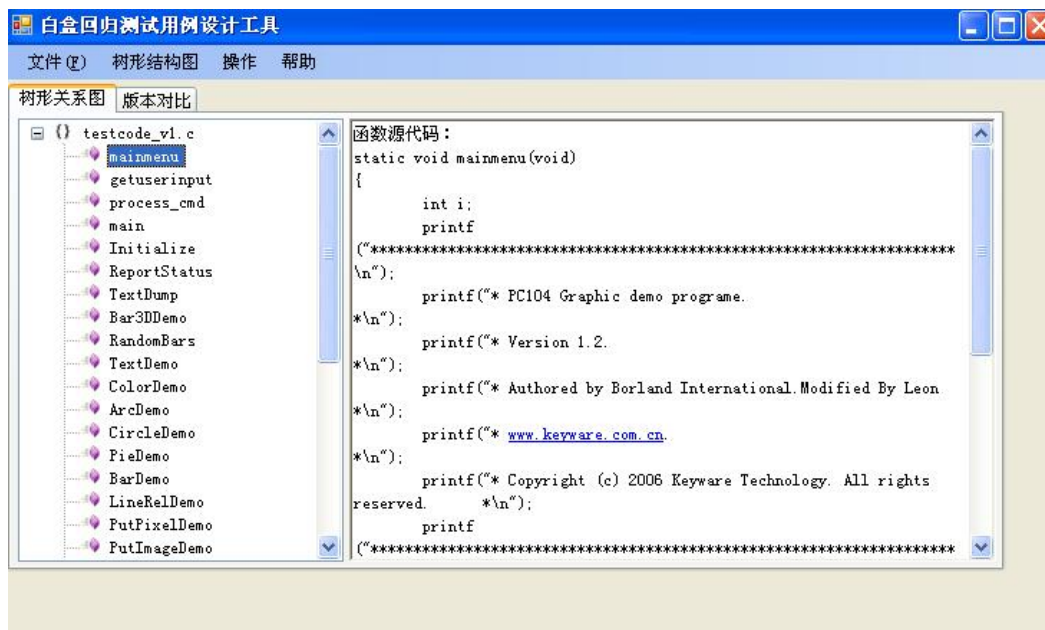 白盒回归测试用例设计工具
文件(F) 树形结构图 操作 帮助
树形关系图 版本对比
testcode_v1.c
mainmenu
getuserinput
process_cmd
main
Initialize
ReportStatus
TextDump
Bar3DDemo
RandomBars
TextDemo
ColorDemo
ArcDemo
CircleDemo
PieDemo
BarDemo
LineRelDemo
PutPixelDemo
PutImageDemo
函数源代码：
static void mainmenu(void)
{
int i;
printf
("**********************************************************************
\n");
printf("* PC104 Graphic demo programe.
*\n");
printf("* Version 1.2.
*\n");
printf("* Authored by Borland International.Modified By Leon
*\n");
printf("* www.keyware.com.cn.
*\n");
printf("* Copyright (c) 2006 Keyware Technology. All rights
reserved. *\n");
printf
("**********************************************************************